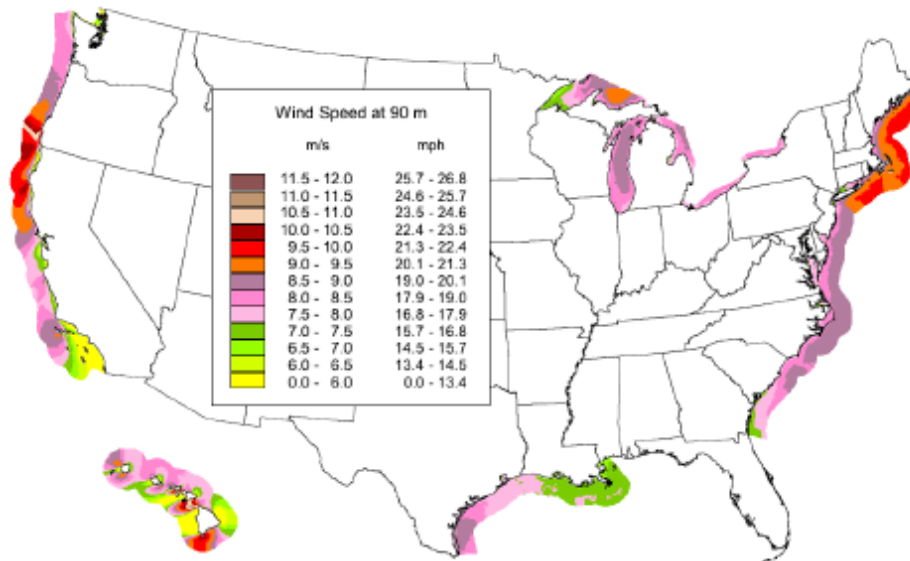 Wind Speed at 90 m
m/s mph
11.5 - 12.0 25.7 - 26.8
11.0 - 11.5 24.6 - 25.7
10.5 - 11.0 23.5 - 24.6
10.0 - 10.5 22.4 - 23.5
9.5 - 10.0 21.3 - 22.4
9.0 - 9.5 20.1 - 21.3
8.5 - 9.0 19.0 - 20.1
8.0 - 8.5 17.9 - 19.0
7.5 - 8.0 16.8 - 17.9
7.0 - 7.5 15.7 - 16.8
6.5 - 7.0 14.5 - 15.7
6.0 - 6.5 13.4 - 14.5
0.0 - 6.0 0.0 - 13.4